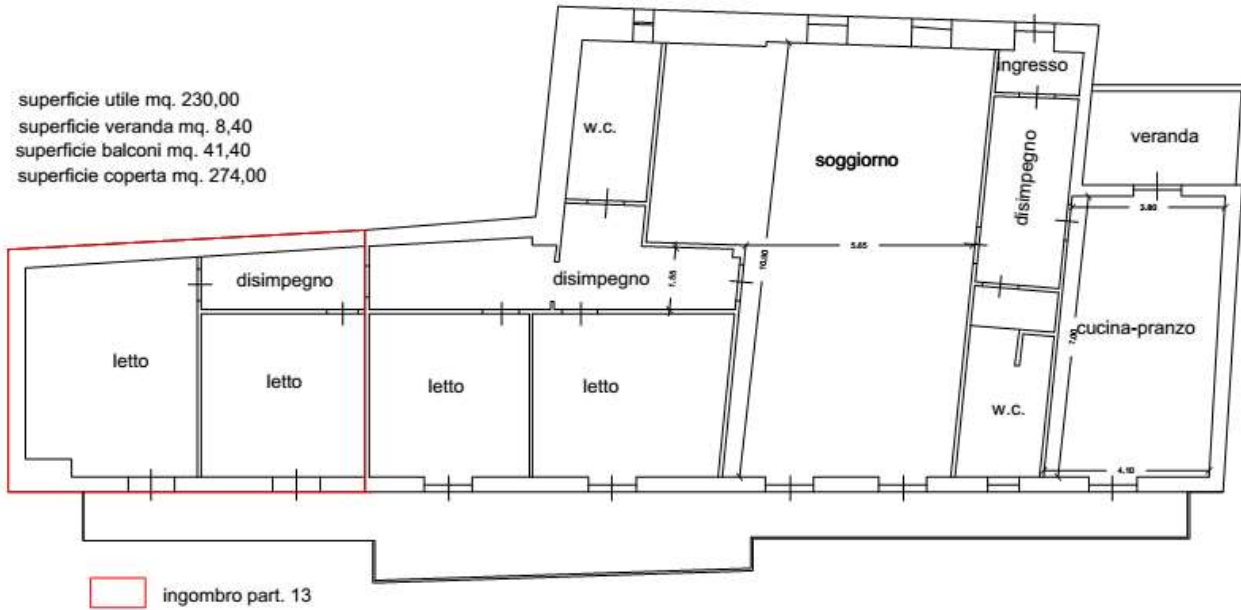 superficie utile mq. 230,00
superficie veranda mq. 8,40
superficie balconi mq. 41,40
superficie coperta mq. 274,00
ingresso
w.c.
veranda
soggiorno
disimpegno
3.80
5.65
10.80
1.55
disimpegno
disimpegno
cucina-pranzo
7.00
letto
letto
letto
letto
w.c.
4.10
ingombro part. 13